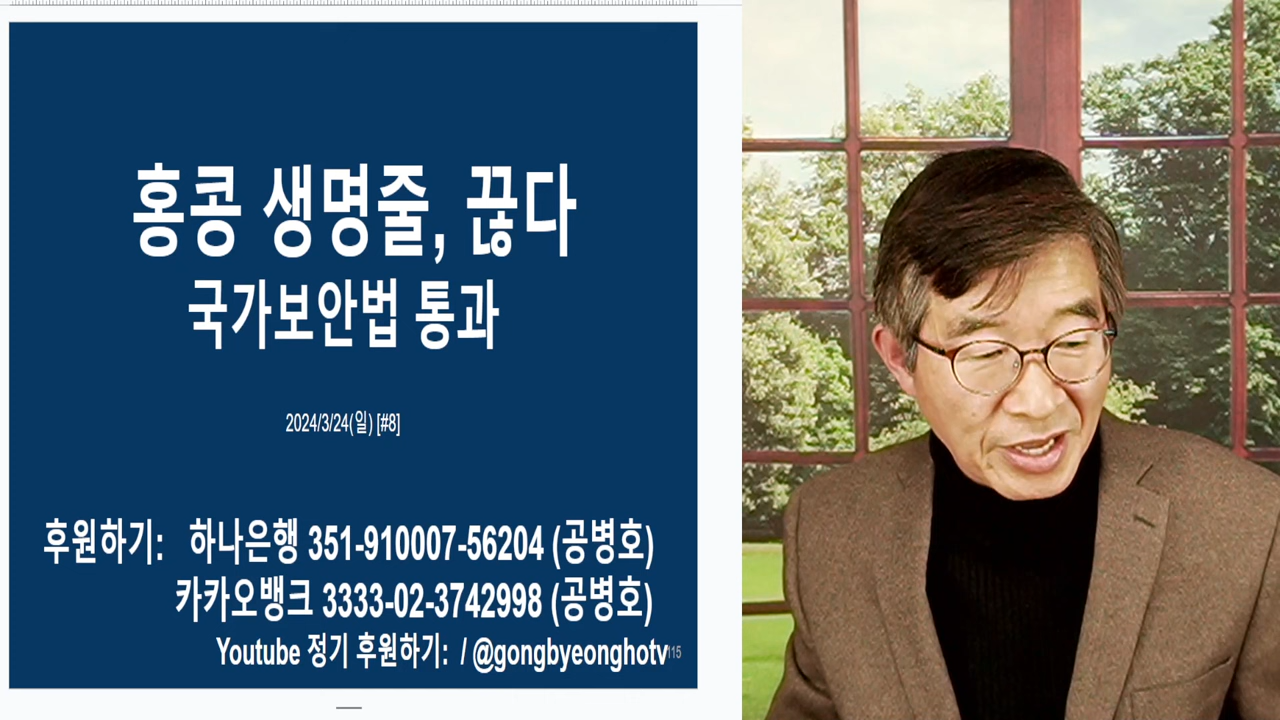 홍콩 생명줄, 끊다
국가보안법 통과
2024/3/24(일) [#8]
후원하기: 하나은행 351-910007-56204 (공병호)
카카오뱅크 3333-02-3742998 (공병호)
Youtube 정기 후원하기: / @gongbyeonghotv